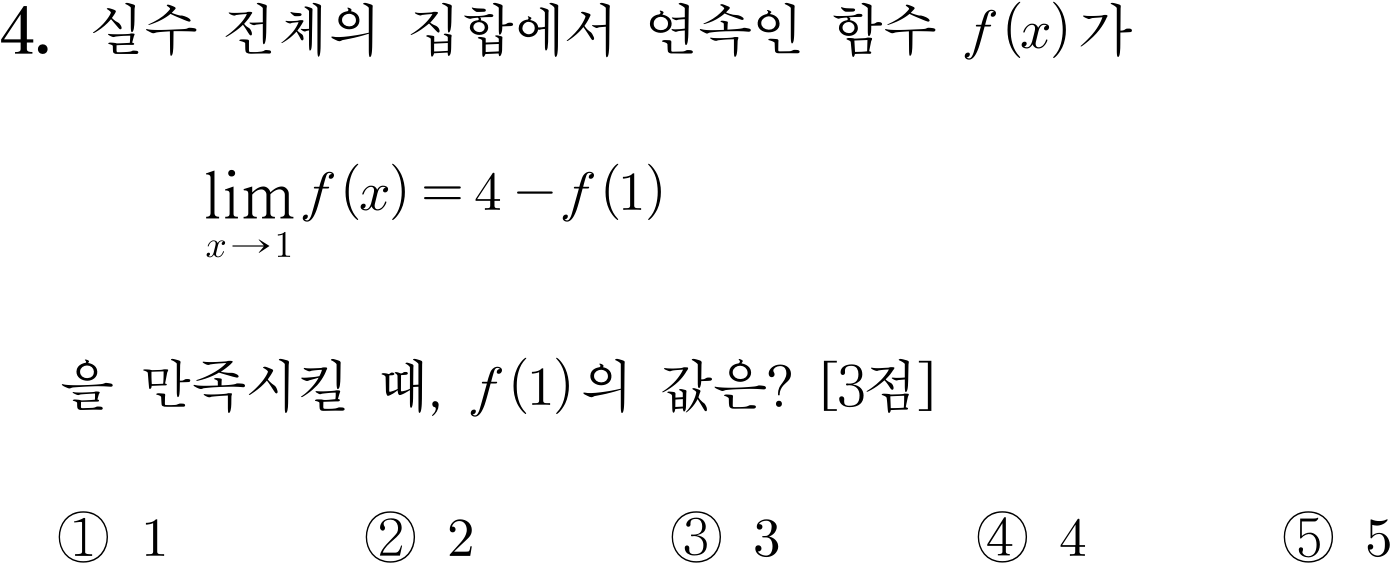 4. 실수 전체의 집합에서 연속인 함수 f(x)가
lim f(x) = 4 − f(1)
x→1
을 만족시킬 때, f(1)의 값은? [3점]
① 1 ② 2 ③ 3 ④ 4 ⑤ 5